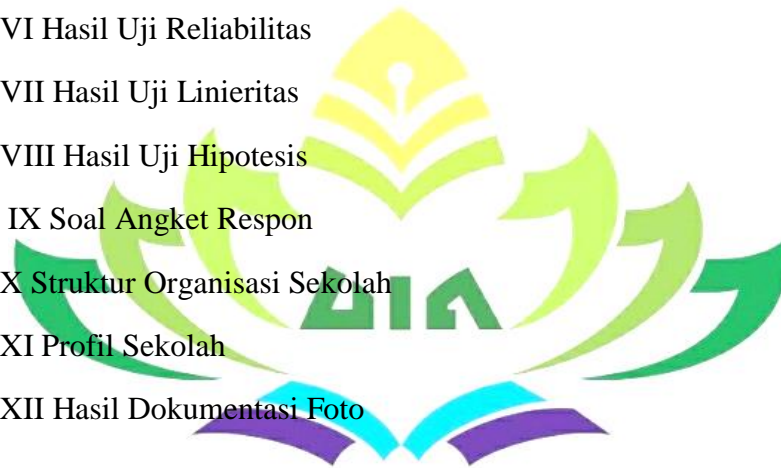 VI Hasil Uji Reliabilitas
VII Hasil Uji Linieritas
VIII Hasil Uji Hipotesis
IX Soal Angket Respon
X Struktur Organisasi Sekolah
XI Profil Sekolah
XII Hasil Dokumentasi Foto